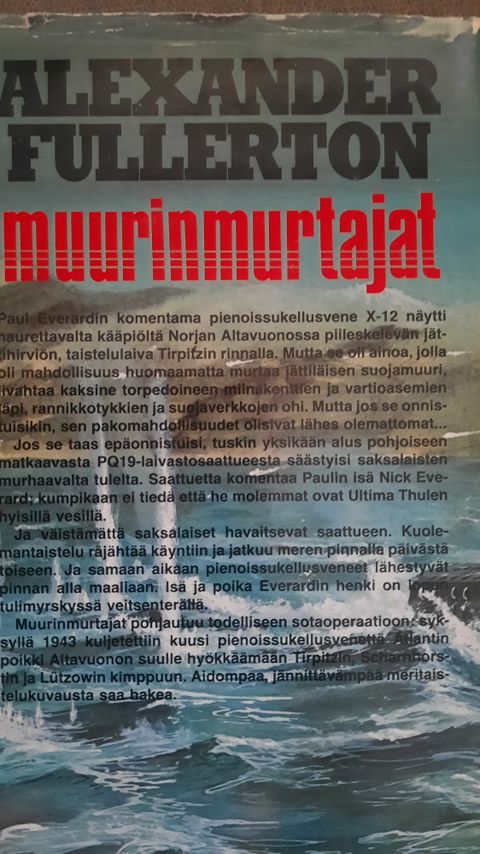 ALEXANDER
FULLERTON
muurinmurtajat
Paul Everardin komentama pienoissukellusvene X-12 näytti
naurettavalta kääpiöltä Norjan Altavuonossa piileskelevän jät-
tihirviön, taistelulaiva Tirpitzin rinnalla. Mutta se oli ainoa, jolla
oli mahdollisuus huomaamatta murtaa jättiläisen suojamuuri,
livahtaa kaksine torpedoineen miinakenttien ja vartioasemien
läpi, rannikkotykkien ja suojaverkkojen ohi. Mutta jos se onnis-
tuisikin, sen pakomahdollisuudet olisivat lähes olemattomat...
Jos se taas epäonnistuisi, tuskin yksikään alus pohjoiseen
matkaavasta PQ19-laivastosaattueesta säästyisi saksalaisten
murhaavalta tulelta. Saattuetta komentaa Paulin isä Nick Eve-
rard; kumpikaan ei tiedä että he molemmat ovat Ultima Thulen
hyisillä vesillä.
Ja väistämättä saksalaiset havaitsevat saattueen. Kuole-
mantaistelu räjähtää käyntiin ja jatkuu meren pinnalla päivästä
toiseen. Ja samaan aikaan pienoissukellusveneet lähestyvät
pinnan alla maaliaan. Isä ja poika Everardin henki on lopun
tulimyrskyssä veitsenterällä.
Muurinmurtajat pohjautuu todelliseen sotaoperaatioon: syk-
syllä 1943 kuljetettiin kuusi pienoissukellusvenettä Atlantin
poikki Altavuonon suulle hyökkäämään Tirpitzin, Scharnhors-
tin ja Lützowin kimppuun. Aidompaa, jännittävämpää meritais-
telukuvausta saa hakea.